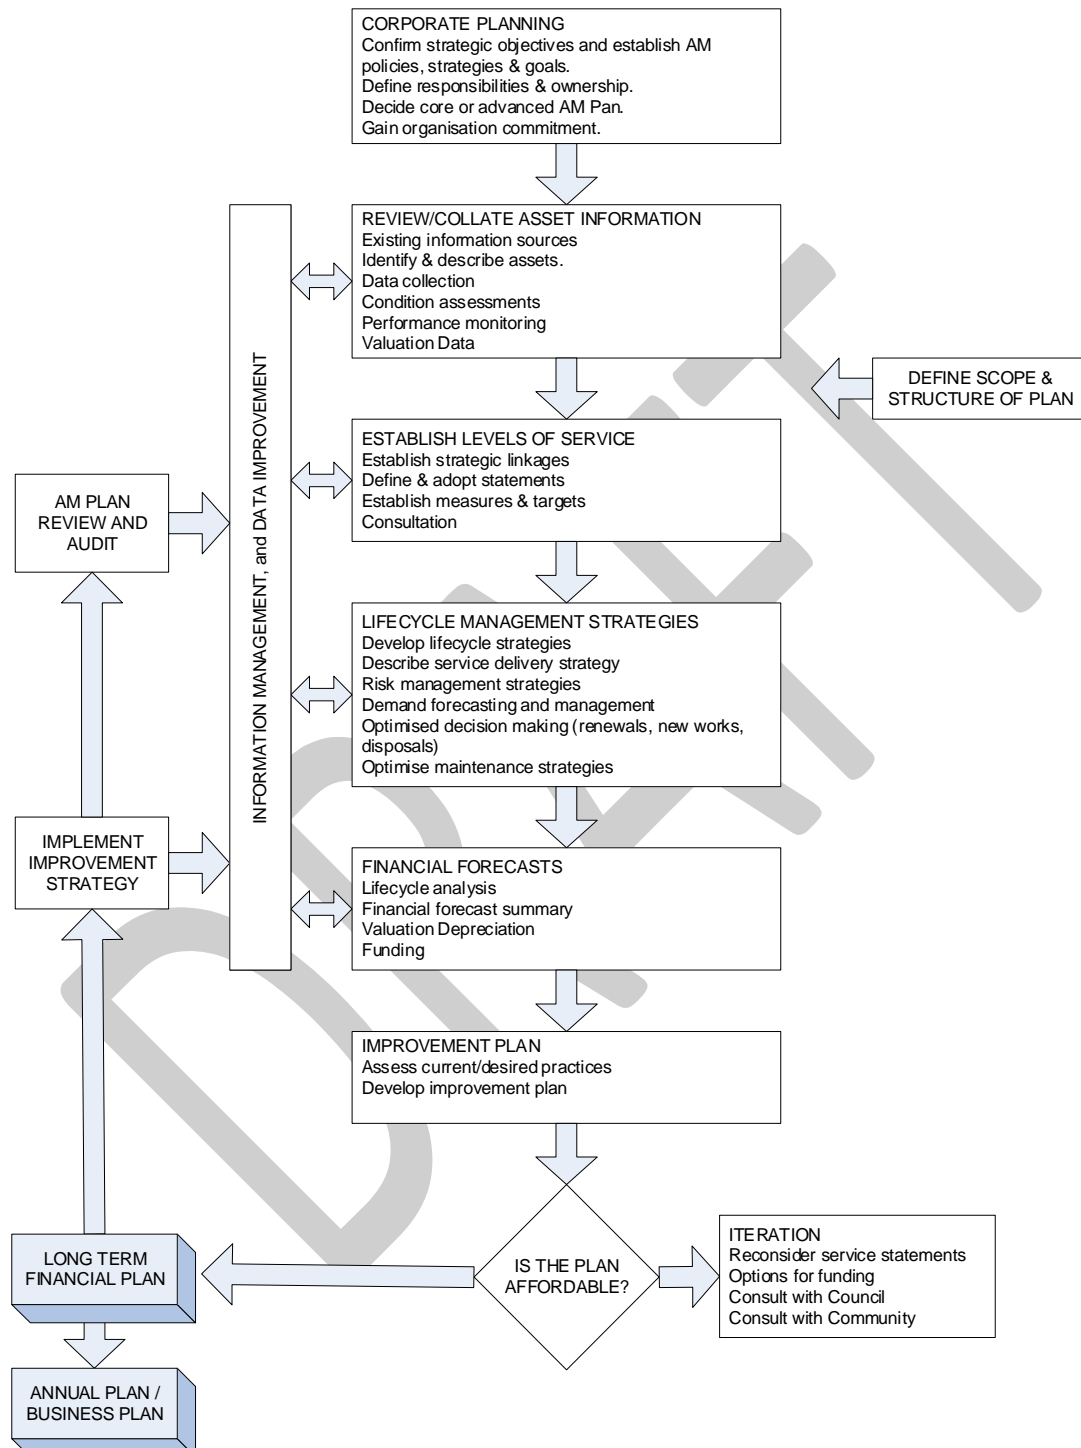 CORPORATE PLANNING
Confirm strategic objectives and establish AM
policies, strategies & goals.
Define responsibilities & ownership.
Decide core or advanced AM Pan.
Gain organisation commitment.
REVIEW/COLLATE ASSET INFORMATION
Existing information sources
Identify & describe assets.
Data collection
Condition assessments
Performance monitoring
Valuation Data
DEFINE SCOPE &
STRUCTURE OF PLAN
INFORMATION MANAGEMENT, and DATA IMPROVEMENT
ESTABLISH LEVELS OF SERVICE
Establish strategic linkages
Define & adopt statements
Establish measures & targets
Consultation
AM PLAN
REVIEW AND
AUDIT
LIFECYCLE MANAGEMENT STRATEGIES
Develop lifecycle strategies
Describe service delivery strategy
Risk management strategies
Demand forecasting and management
Optimised decision making (renewals, new works,
disposals)
Optimise maintenance strategies
IMPLEMENT
IMPROVEMENT
STRATEGY
FINANCIAL FORECASTS
Lifecycle analysis
Financial forecast summary
Valuation Depreciation
Funding
IMPROVEMENT PLAN
Assess current/desired practices
Develop improvement plan
IS THE PLAN
AFFORDABLE?
ITERATION
Reconsider service statements
Options for funding
Consult with Council
Consult with Community
LONG TERM
FINANCIAL PLAN
ANNUAL PLAN /
BUSINESS PLAN
DRAFT